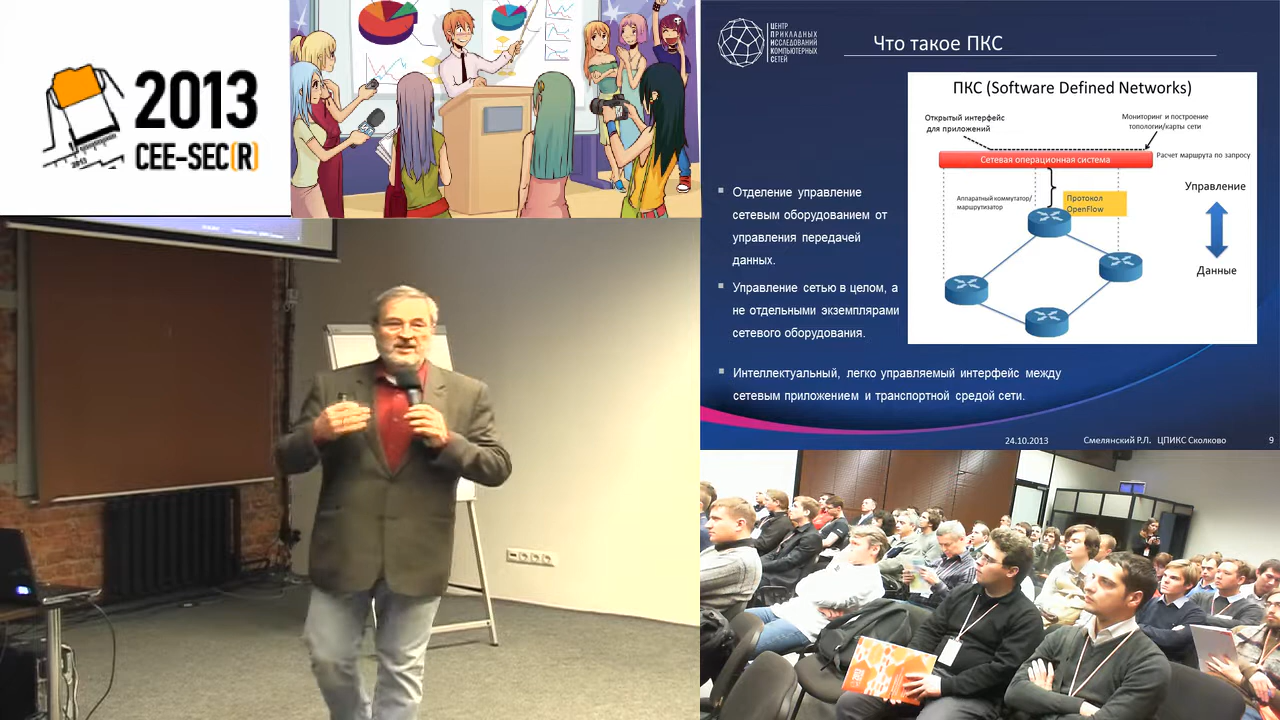 2013
CEE-SEC(R)
ЦЕНТР
ПРИКЛАДНЫХ
ИССЛЕДОВАНИЙ
КОМПЬЮТЕРНЫХ
СЕТЕЙ
Что такое ПКС
ПКС (Software Defined Networks)
Открытый интерфейс
для приложений
Мониторинг и построение
топологии/карты сети
Сетевая операционная система
Расчет маршрута по запросу
Аппаратный коммутатор/
маршрутизатор
Протокол
OpenFlow
Управление
Данные
Отделение управление
сетевым оборудованием от
управления передачей
данных.
Управление сетью в целом, а
не отдельными экземплярами
сетевого оборудования.
Интеллектуальный, легко управляемый интерфейс между
сетевым приложением и транспортной средой сети.
24.10.2013
Смелянский Р.Л. ЦПИКС Сколково
9